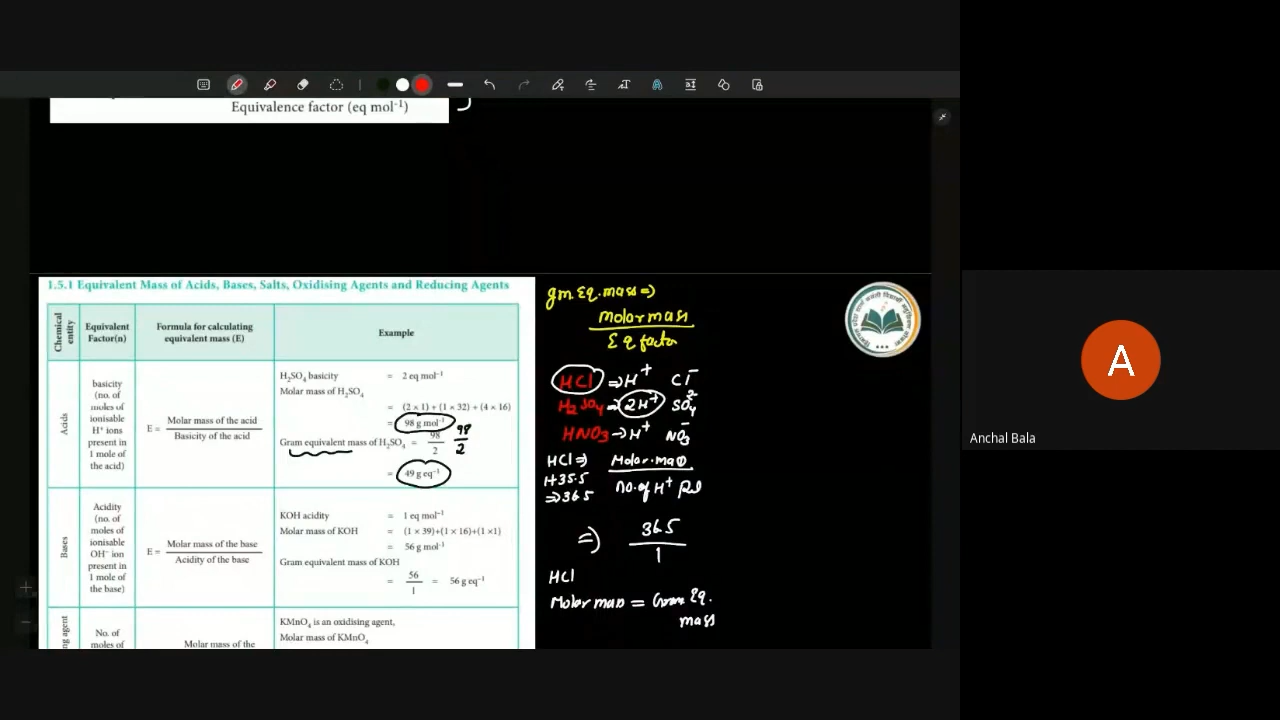 Equivalence factor (eq mol⁻¹)
1.5.1 Equivalent Mass of Acids, Bases, Salts, Oxidising Agents and Reducing Agents
Chemical entity
Equivalent Factor(n)
Formula for calculating equivalent mass (E)
Example
Acids
basicity
(no. of
moles of
ionisable
H⁺ ions
present in
1 mole of
the acid)
E = Molar mass of the acid
Basicity of the acid
H₂SO₄ basicity = 2 eq mol⁻¹
Molar mass of H₂SO₄
= (2 × 1) + (1 × 32) + (4 × 16)
= 98 g mol⁻¹
Gram equivalent mass of H₂SO₄ = 98/2
98/2
= 49 g eq⁻¹
Bases
Acidity
(no. of
moles of
ionisable
OH⁻ ion
present in
1 mole of
the base)
E = Molar mass of the base
Acidity of the base
KOH acidity = 1 eq mol⁻¹
Molar mass of KOH = (1 × 39)+(1 × 16)+(1 ×1)
= 56 g mol⁻¹
Gram equivalent mass of KOH
= 56/1 = 56 g eq⁻¹
ng agent
No. of
moles of
Molar mass of the
KMnO₄ is an oxidising agent,
Molar mass of KMnO₄
gm Eq. mass ⇒
molar mass
Eq factor
HCl ⇒ H⁺ Cl⁻
H₂SO₄ ⇒ 2H⁺ SO₄²⁻
HNO₃ → H⁺ NO₃⁻
HCl ⇒ Molar. mass
1+35.5 no. of H⁺
⇒ 36.5
⇒ 36.5
1
HCl
Molar mass = Gram Eq.
mass
A
Anchal Bala